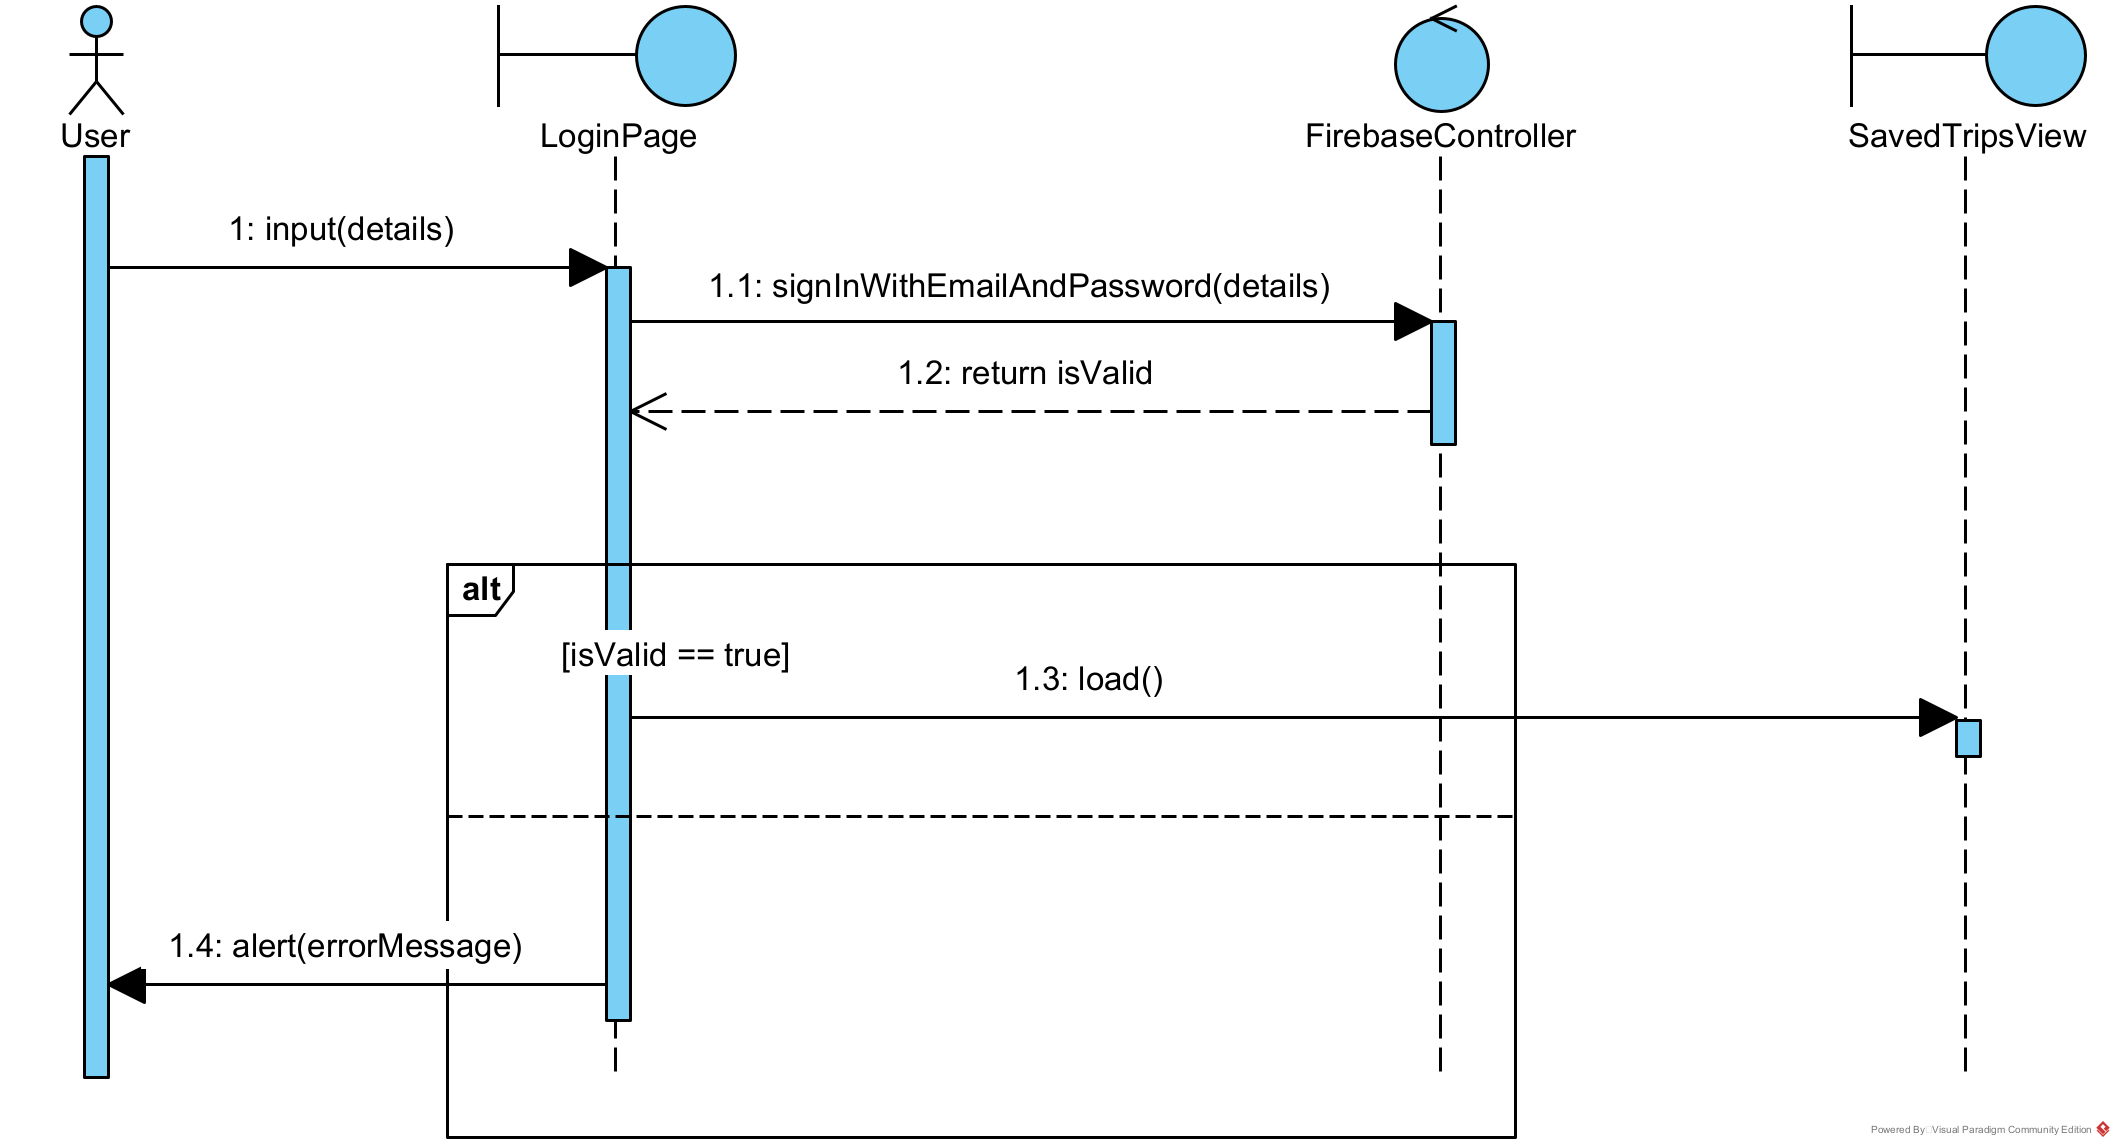 User
LoginPage
FirebaseController
SavedTripsView
1: input(details)
1.1: signInWithEmailAndPassword(details)
1.2: return isValid
alt
[isValid == true]
1.3: load()
1.4: alert(errorMessage)
Powered By Visual Paradigm Community Edition